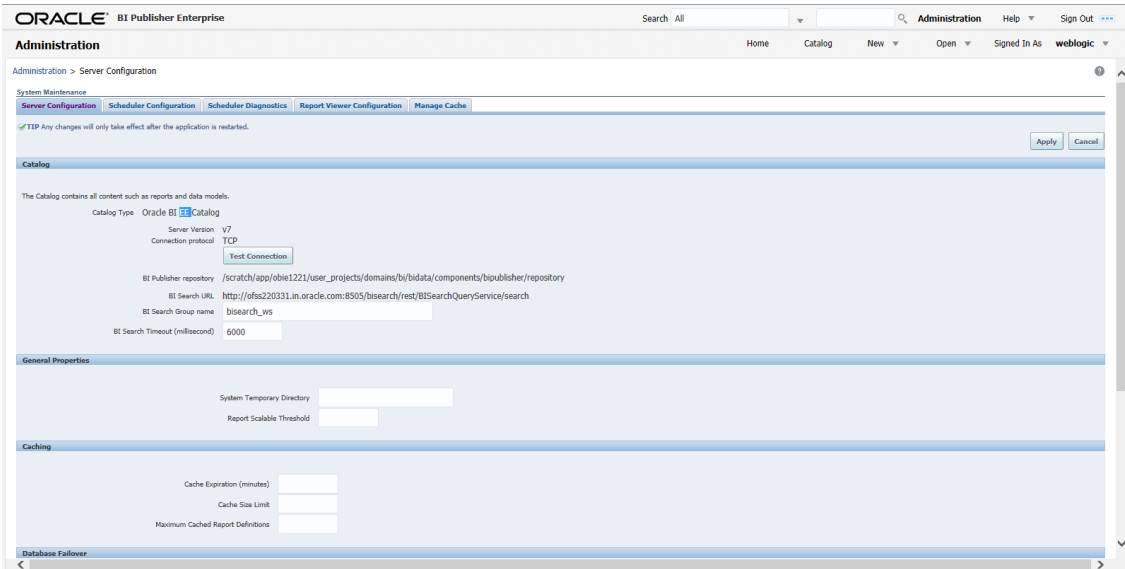 ORACLE BI Publisher Enterprise Search All Administration Help Sign Out
Administration Home Catalog New Open Signed In As weblogic
Administration > Server Configuration
System Maintenance
Server Configuration Scheduler Configuration Scheduler Diagnostics Report Viewer Configuration Manage Cache
TIP Any changes will only take effect after the application is restarted.
Apply Cancel
Catalog
The Catalog contains all content such as reports and data models.
Catalog Type Oracle BI EE Catalog
Server Version v7
Connection protocol TCP
Test Connection
BI Publisher repository /scratch/app/obie1221/user_projects/domains/bi/bidata/components/bipublisher/repository
BI Search URL http://ofss220331.in.oracle.com:8505/bisearch/rest/BISearchQueryService/search
BI Search Group name bisearch_ws
BI Search Timeout (millisecond) 6000
General Properties
System Temporary Directory
Report Scalable Threshold
Caching
Cache Expiration (minutes)
Cache Size Limit
Maximum Cached Report Definitions
Database Failover